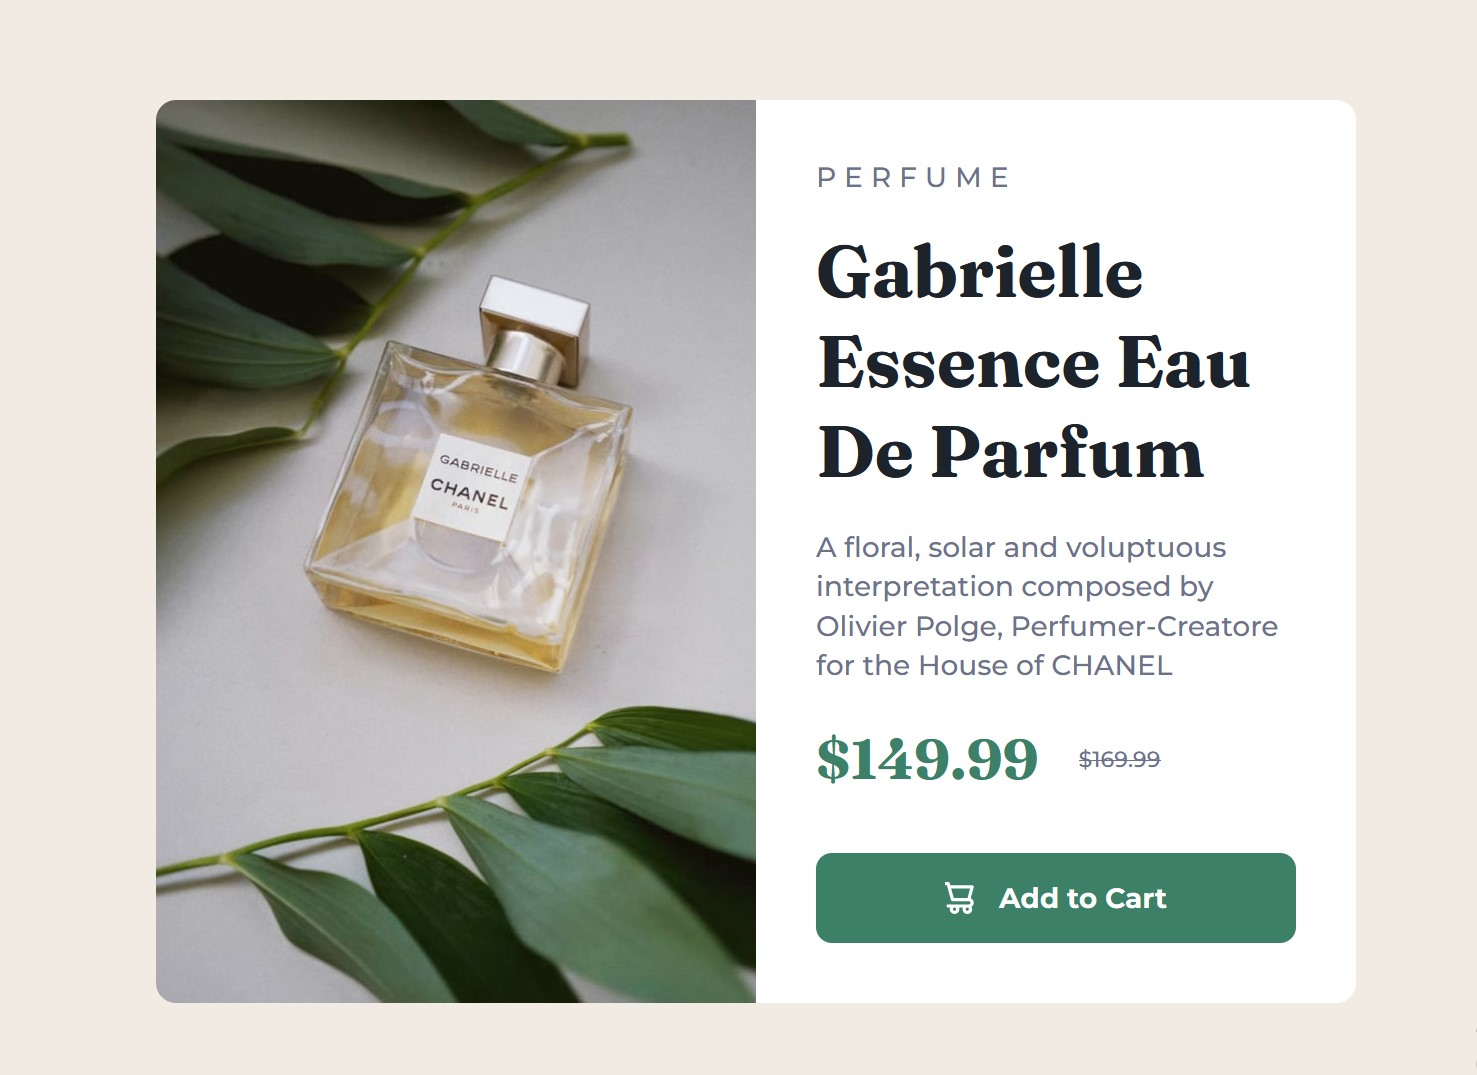 GABRIELLE
CHANEL
PARIS
PERFUME
Gabrielle
Essence Eau
De Parfum
A floral, solar and voluptuous
interpretation composed by
Olivier Polge, Perfumer-Creatore
for the House of CHANEL
$149.99 $169.99
Add to Cart